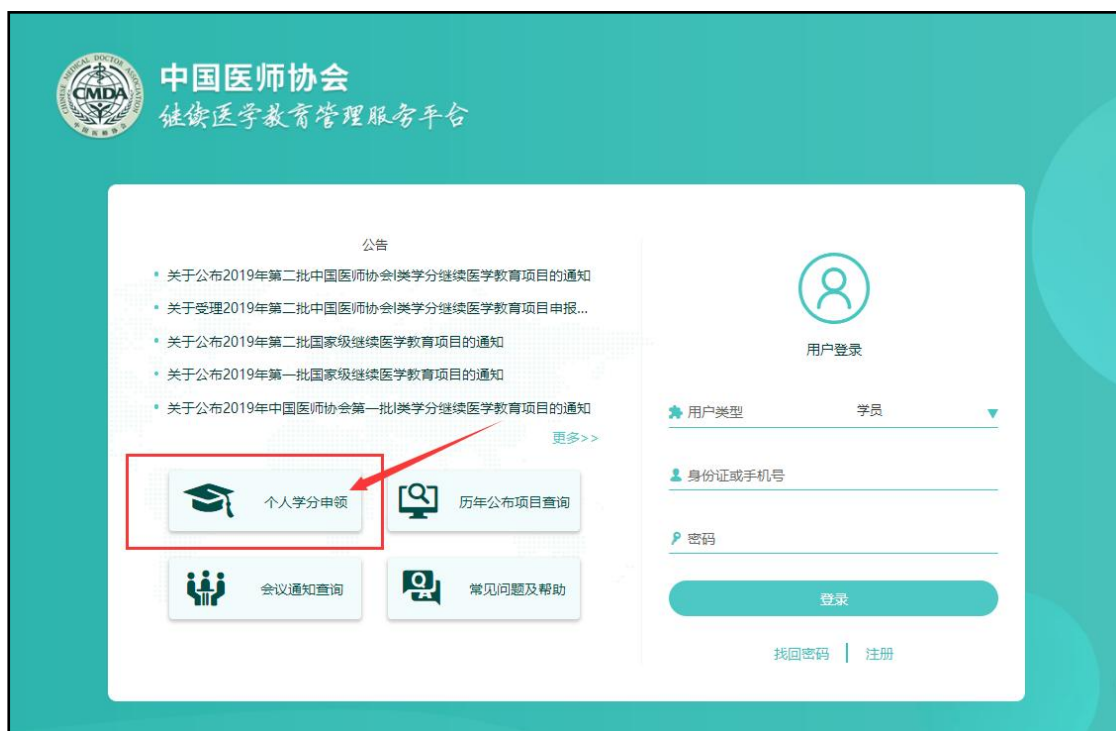 CHINESE MEDICAL DOCTOR ASSOCIATION
CMDA
中国医师协会
中国医师协会
继续医学教育管理服务平台
公告
关于公布2019年第二批中国医师协会I类学分继续医学教育项目的通知
关于受理2019年第二批中国医师协会I类学分继续医学教育项目申报...
关于公布2019年第二批国家级继续医学教育项目的通知
关于公布2019年第一批国家级继续医学教育项目的通知
关于公布2019年中国医师协会第一批I类学分继续医学教育项目的通知
更多>>
个人学分申领
历年公布项目查询
会议通知查询
常见问题及帮助
用户登录
用户类型 学员
身份证或手机号
密码
登录
找回密码 | 注册